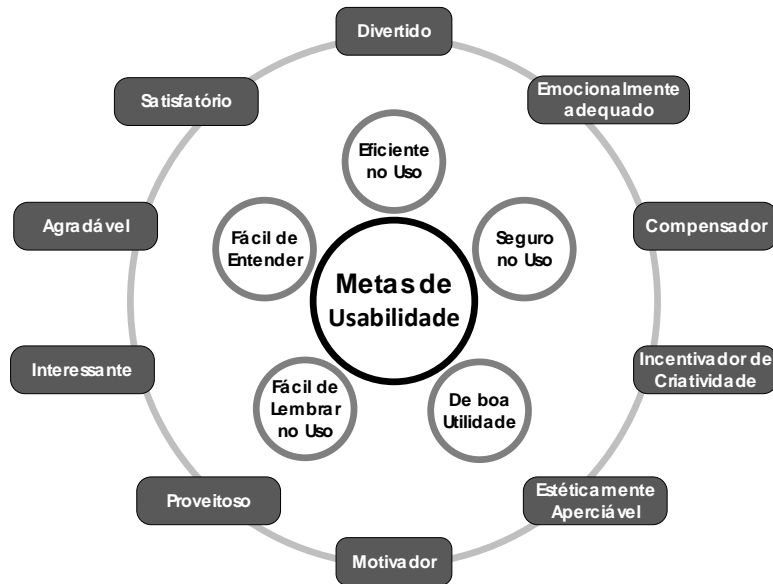 Divertido
Satisfatório
Emocionalmente
adequado
Eficiente
no Uso
Agradável
Fácil de
Entender
Seguro
no Uso
Compensador
Metas de
Usabilidade
Interessante
Fácil de
Lembrar
no Uso
De boa
Utilidade
Incentivador de
Criatividade
Proveitoso
Estéticamente
Aperciável
Motivador